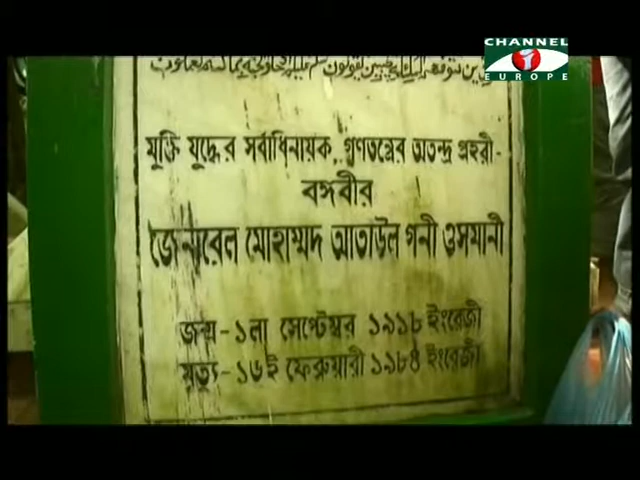 CHANNEL i
EUROPE
মুক্তি যুদ্ধের সর্বাধিনায়ক, গণতন্ত্রের অতন্দ্র প্রহরী-
বঙ্গবীর
জেনারেল মোহাম্মদ আতাউল গনী ওসমানী
জন্ম - ১লা সেপ্টেম্বর ১৯১৮ ইংরেজী
মৃত্যু - ১৬ই ফেব্রুয়ারী ১৯৮৪ ইংরেজী